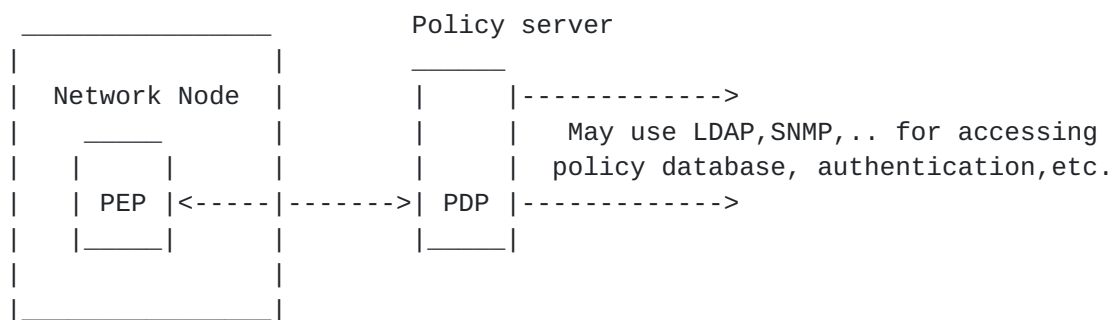 Policy server
Network Node
May use LDAP,SNMP,.. for accessing
policy database, authentication,etc.
PEP
PDP